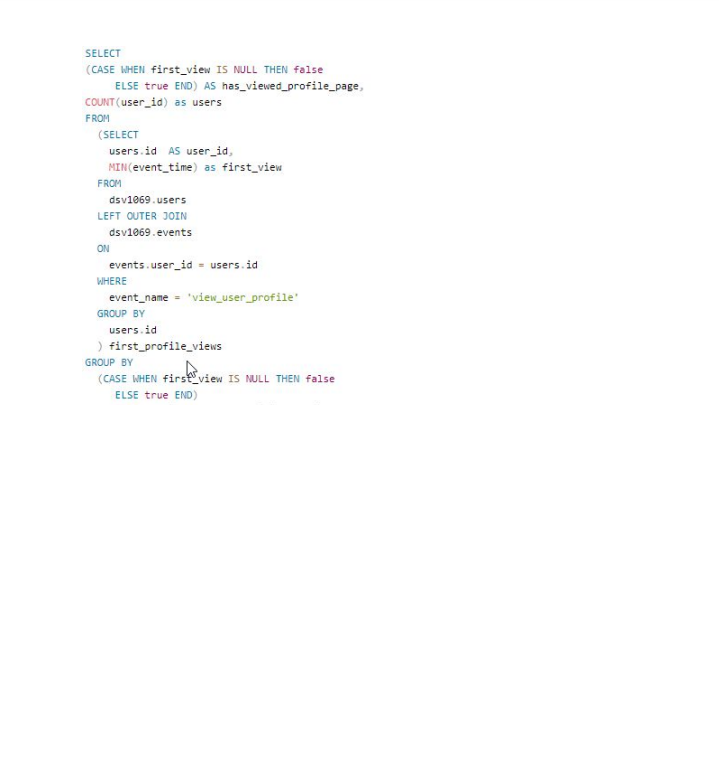 SELECT
(CASE WHEN first_view IS NULL THEN false
ELSE true END) AS has_viewed_profile_page,
COUNT(user_id) as users
FROM
(SELECT
users.id AS user_id,
MIN(event_time) as first_view
FROM
dsv1069.users
LEFT OUTER JOIN
dsv1069.events
ON
events.user_id = users.id
WHERE
event_name = 'view_user_profile'
GROUP BY
users.id
) first_profile_views
GROUP BY
(CASE WHEN first_view IS NULL THEN false
ELSE true END)